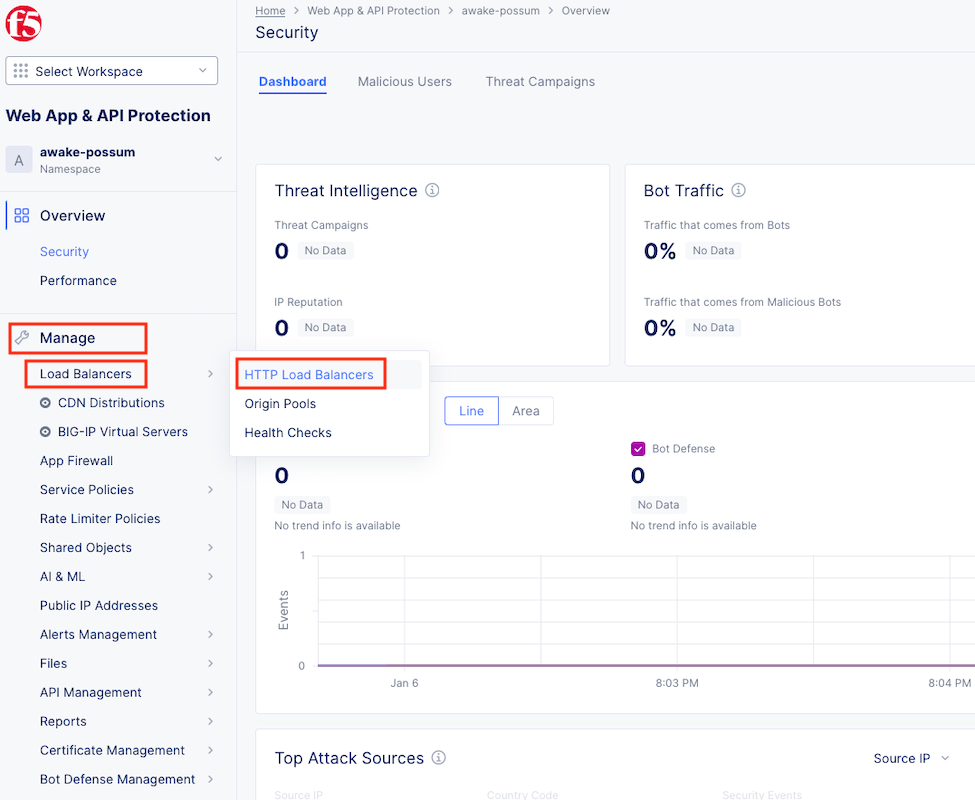 f5
Select Workspace
Web App & API Protection
A
awake-possum
Namespace
Overview
Security
Performance
Manage
Load Balancers
CDN Distributions
BIG-IP Virtual Servers
App Firewall
Service Policies
Rate Limiter Policies
Shared Objects
AI & ML
Public IP Addresses
Alerts Management
Files
API Management
Reports
Certificate Management
Bot Defense Management
HTTP Load Balancers
Origin Pools
Health Checks
Home > Web App & API Protection > awake-possum > Overview
Security
Dashboard Malicious Users Threat Campaigns
Threat Intelligence
Threat Campaigns
0 No Data
IP Reputation
0 No Data
Bot Traffic
Traffic that comes from Bots
0% No Data
Traffic that comes from Malicious Bots
0% No Data
Line Area
0
No Data
No trend info is available
Bot Defense
0
No Data
No trend info is available
Events
1
0
Jan 6 8:03 PM 8:04 PM
Top Attack Sources
Source IP
Source IP Country Code Security Events